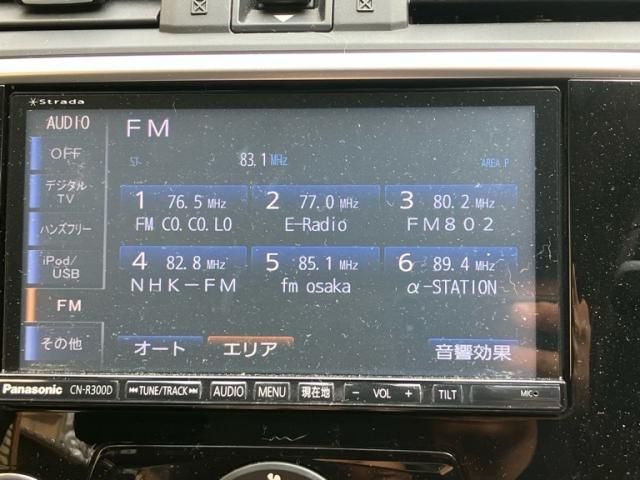 Strada
AUDIO
FM
OFF
ST 83.1 MHz AREA P
デジタルTV
1 76.5 MHz 2 77.0 MHz 3 80.2 MHz
FM CO.CO.LO E-Radio FM802
ハンズフリー
iPod/USB
4 82.8 MHz 5 85.1 MHz 6 89.4 MHz
NHK-FM fm osaka α-STATION
FM
その他 オート エリア 音響効果
Panasonic CN-R300D TUNE/TRACK AUDIO MENU 現在地 − VOL + TILT MIC